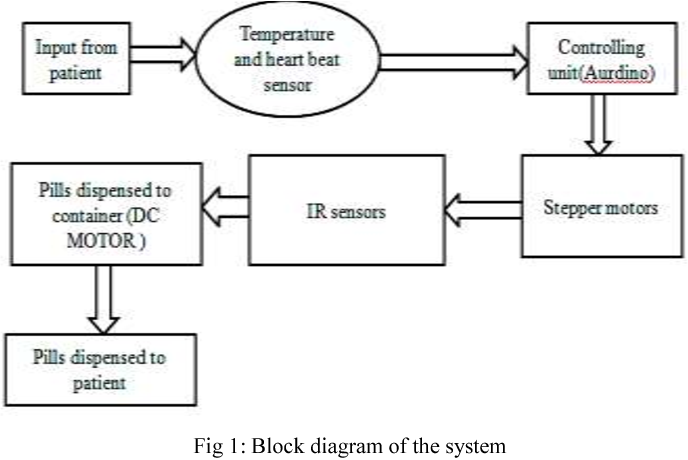 Input from
patient
Temperature
and heart beat
sensor
Controlling
unit(Aurdino)
Stepper motors
IR sensors
Pills dispensed to
container (DC
MOTOR )
Pills dispensed to
patient
Fig 1: Block diagram of the system